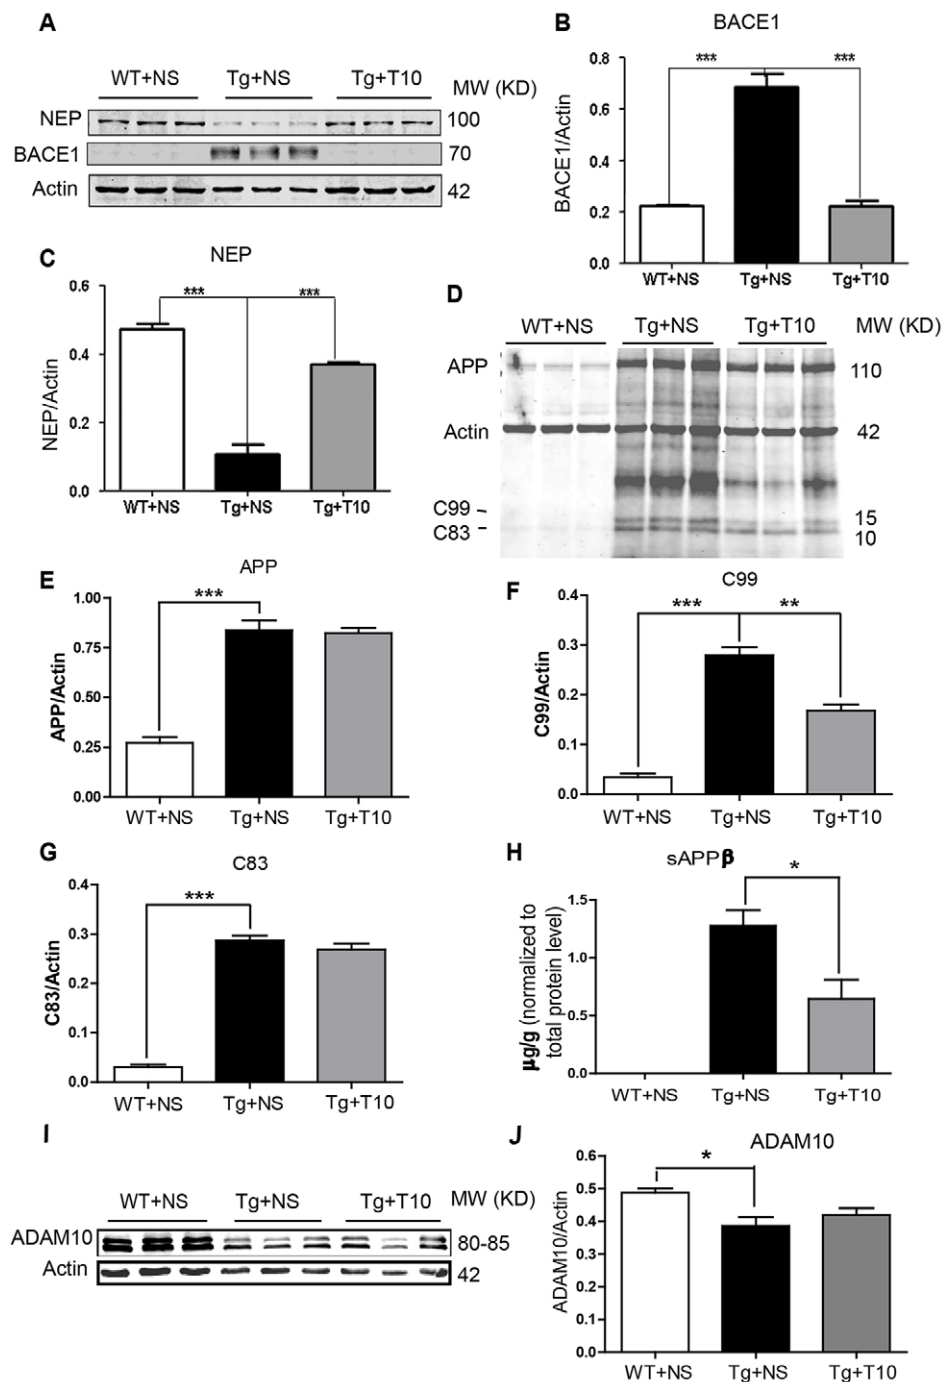 A
WT+NS Tg+NS Tg+T10 MW (KD)
NEP 100
BACE1 70
Actin 42
B
BACE1
BACE1/Actin
0.8
0.6
0.4
0.2
0.0
*** ***
WT+NS Tg+NS Tg+T10
C
NEP
NEP/Actin
0.6
0.4
0.2
0.0
*** ***
WT+NS Tg+NS Tg+T10
D
WT+NS Tg+NS Tg+T10 MW (KD)
APP 110
Actin 42
C99 15
C83 10
E
APP
APP/Actin
1.00
0.75
0.50
0.25
0.00
***
WT+NS Tg+NS Tg+T10
F
C99
C99/Actin
0.4
0.3
0.2
0.1
0.0
*** **
WT+NS Tg+NS Tg+T10
G
C83
C83/Actin
0.4
0.3
0.2
0.1
0.0
***
WT+NS Tg+NS Tg+T10
H
sAPPβ
µg/g (normalized to
total protein level)
1.5
1.0
0.5
0.0
*
WT+NS Tg+NS Tg+T10
I
WT+NS Tg+NS Tg+T10 MW (KD)
ADAM10 80-85
Actin 42
J
ADAM10
ADAM10/Actin
0.6
0.5
0.4
0.3
0.2
0.1
0.0
*
WT+NS Tg+NS Tg+T10